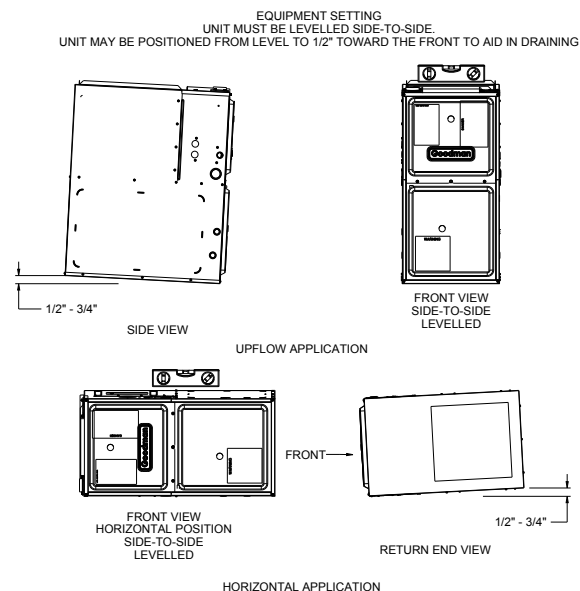 EQUIPMENT SETTING
UNIT MUST BE LEVELLED SIDE-TO-SIDE.
UNIT MAY BE POSITIONED FROM LEVEL TO 1/2" TOWARD THE FRONT TO AID IN DRAINING
Goodman
WARNING
1/2" - 3/4"
SIDE VIEW
FRONT VIEW
SIDE-TO-SIDE
LEVELLED
UPFLOW APPLICATION
Goodman
FRONT
FRONT VIEW
HORIZONTAL POSITION
SIDE-TO-SIDE
LEVELLED
1/2" - 3/4"
RETURN END VIEW
HORIZONTAL APPLICATION